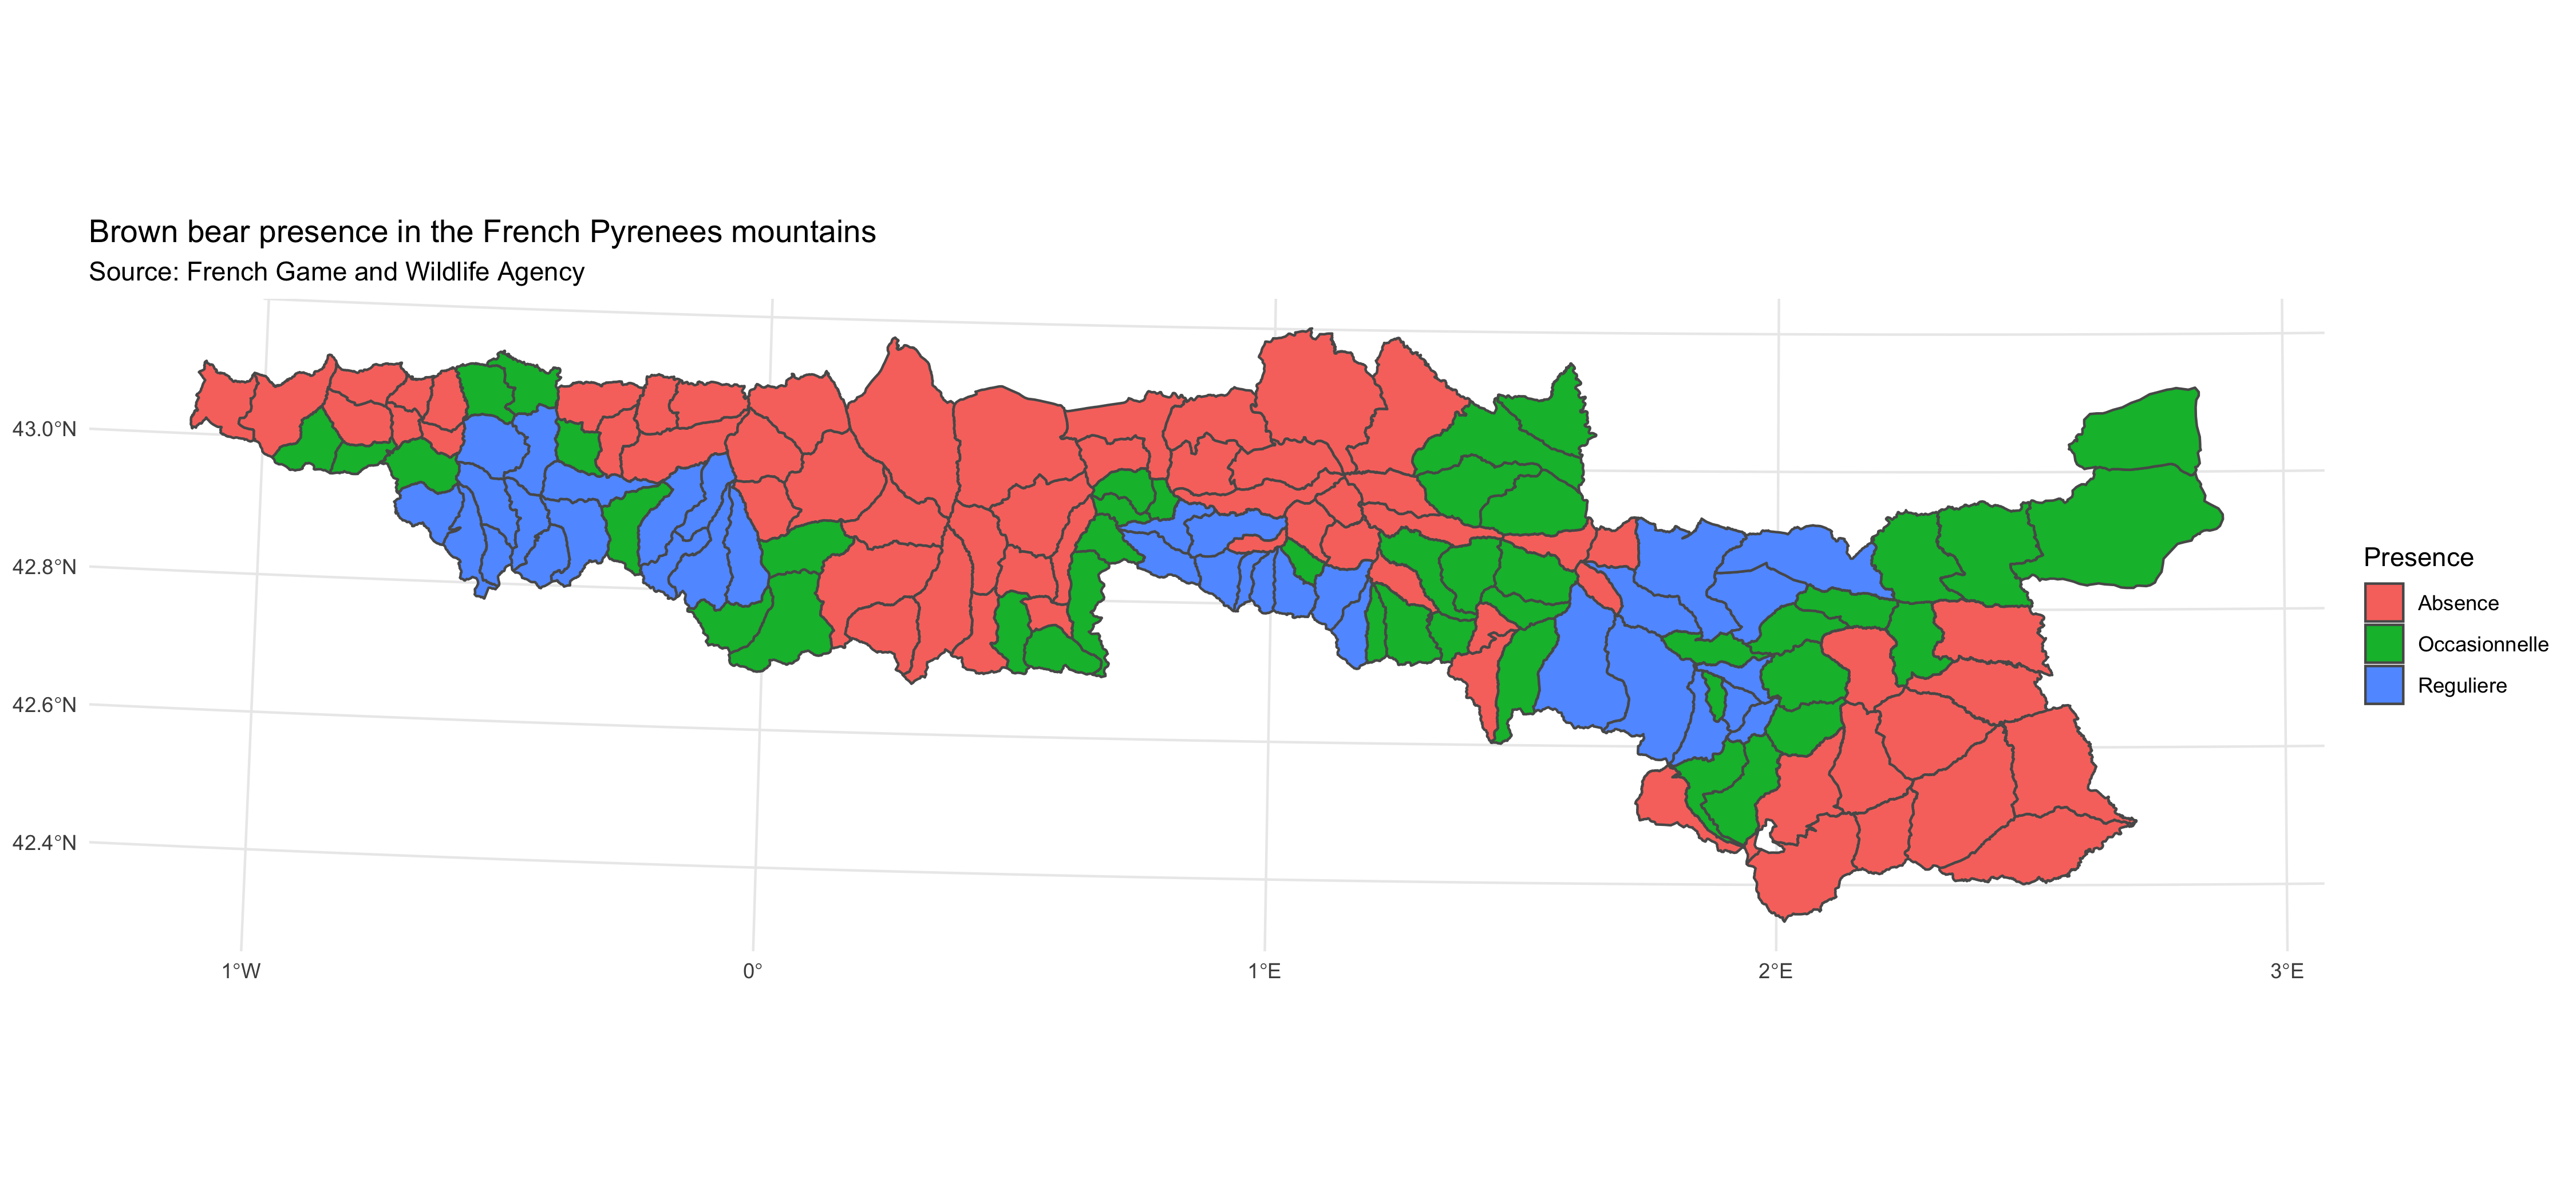 Brown bear presence in the French Pyrenees mountains
Source: French Game and Wildlife Agency
43.0°N
42.8°N
42.6°N
42.4°N
1°W
0°
1°E
2°E
3°E
Presence
Absence
Occasionnelle
Reguliere